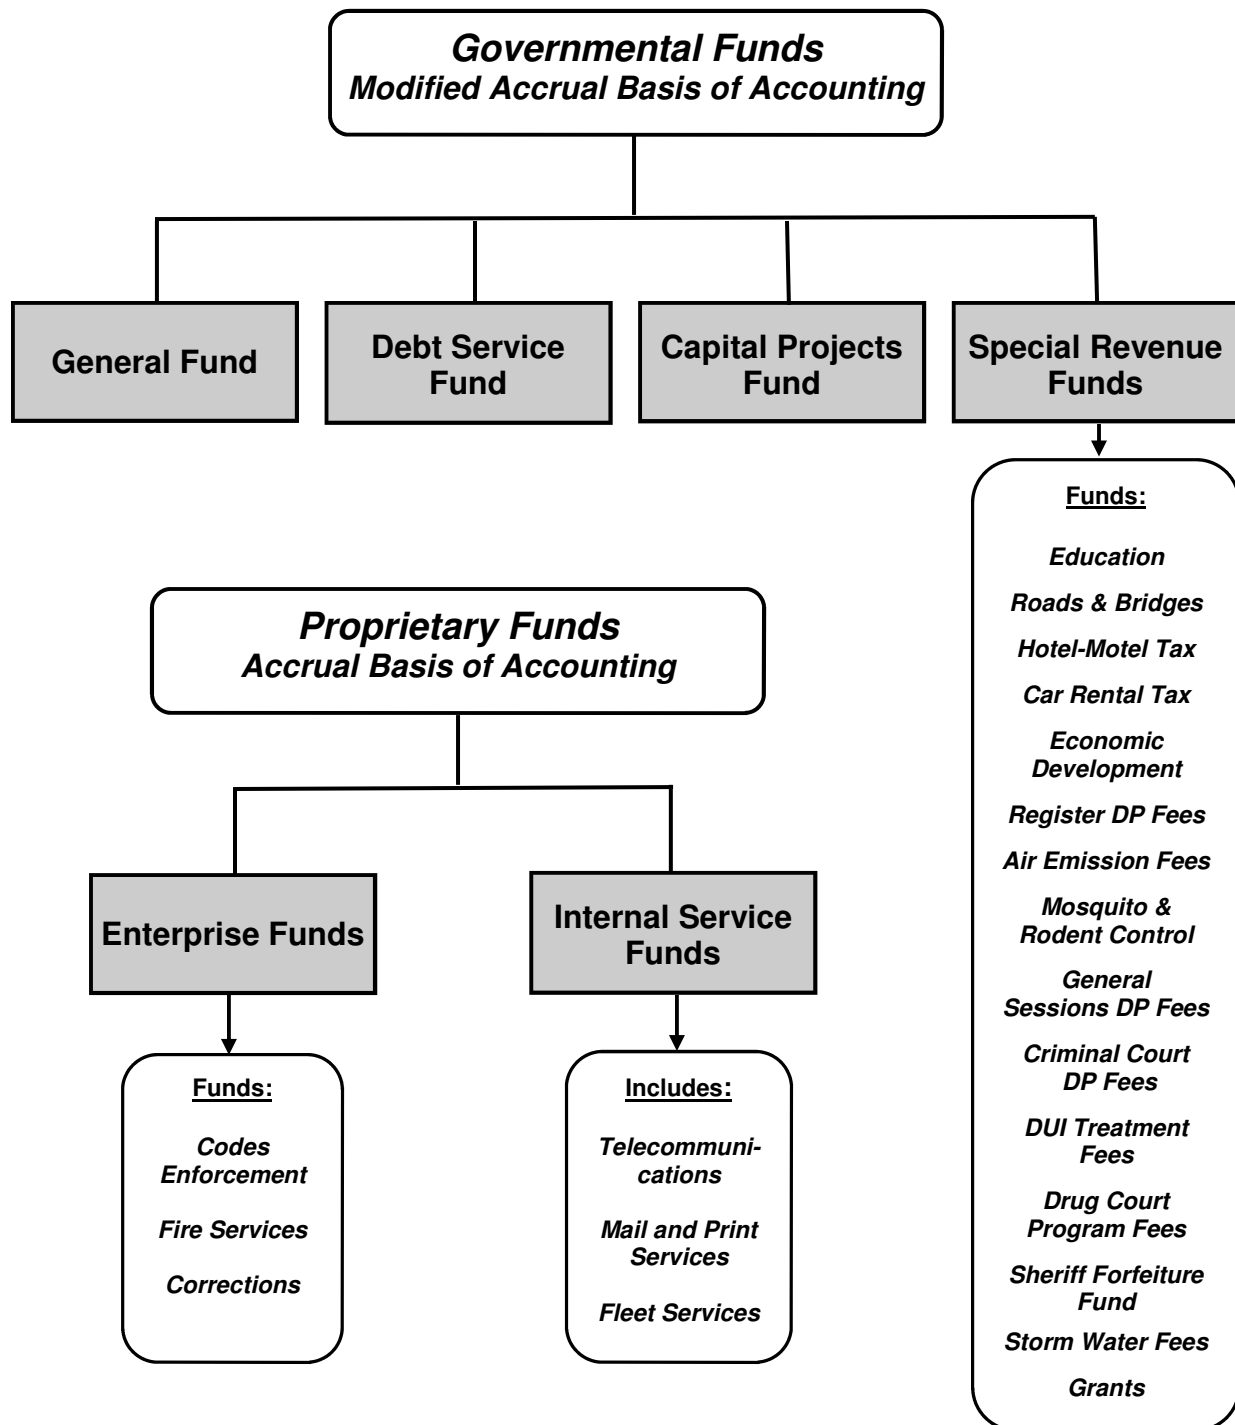 Governmental Funds
Modified Accrual Basis of Accounting
General Fund
Debt Service
Fund
Capital Projects
Fund
Special Revenue
Funds
Funds:
Education
Roads & Bridges
Hotel-Motel Tax
Car Rental Tax
Economic
Development
Register DP Fees
Air Emission Fees
Mosquito &
Rodent Control
General
Sessions DP Fees
Criminal Court
DP Fees
DUI Treatment
Fees
Drug Court
Program Fees
Sheriff Forfeiture
Fund
Storm Water Fees
Grants
Proprietary Funds
Accrual Basis of Accounting
Enterprise Funds
Internal Service
Funds
Funds:
Codes
Enforcement
Fire Services
Corrections
Includes:
Telecommuni-
cations
Mail and Print
Services
Fleet Services